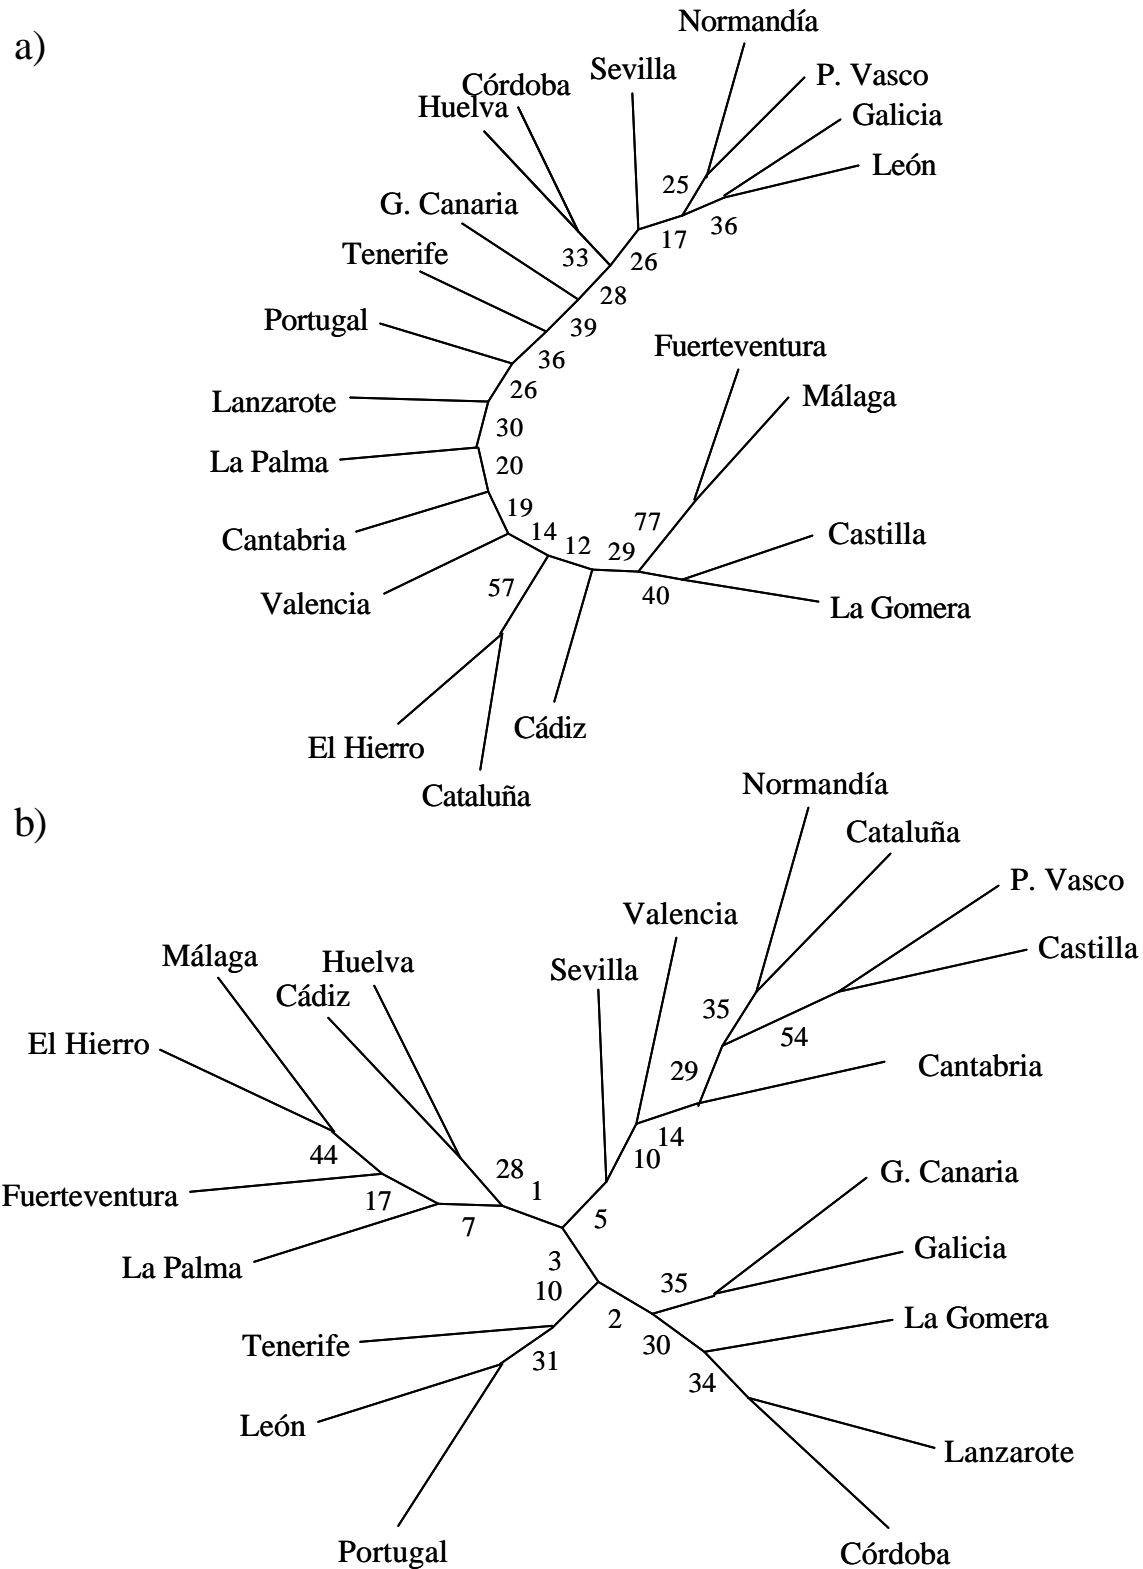 a)
Normandía
Sevilla
P. Vasco
Córdoba
Huelva
Galicia
León
25
G. Canaria
36
17
Tenerife
33
26
28
Portugal
39
Fuerteventura
36
26
Málaga
Lanzarote
30
La Palma
20
19
77
Cantabria
14
12
29
Castilla
57
40
Valencia
La Gomera
El Hierro
Cádiz
Cataluña
b)
Normandía
Cataluña
P. Vasco
Valencia
Málaga
Huelva
Sevilla
Castilla
Cádiz
35
54
El Hierro
29
Cantabria
14
44
10
28
G. Canaria
Fuerteventura
17
1
7
5
Galicia
La Palma
3
35
10
2
La Gomera
Tenerife
31
30
34
León
Lanzarote
Portugal
Córdoba